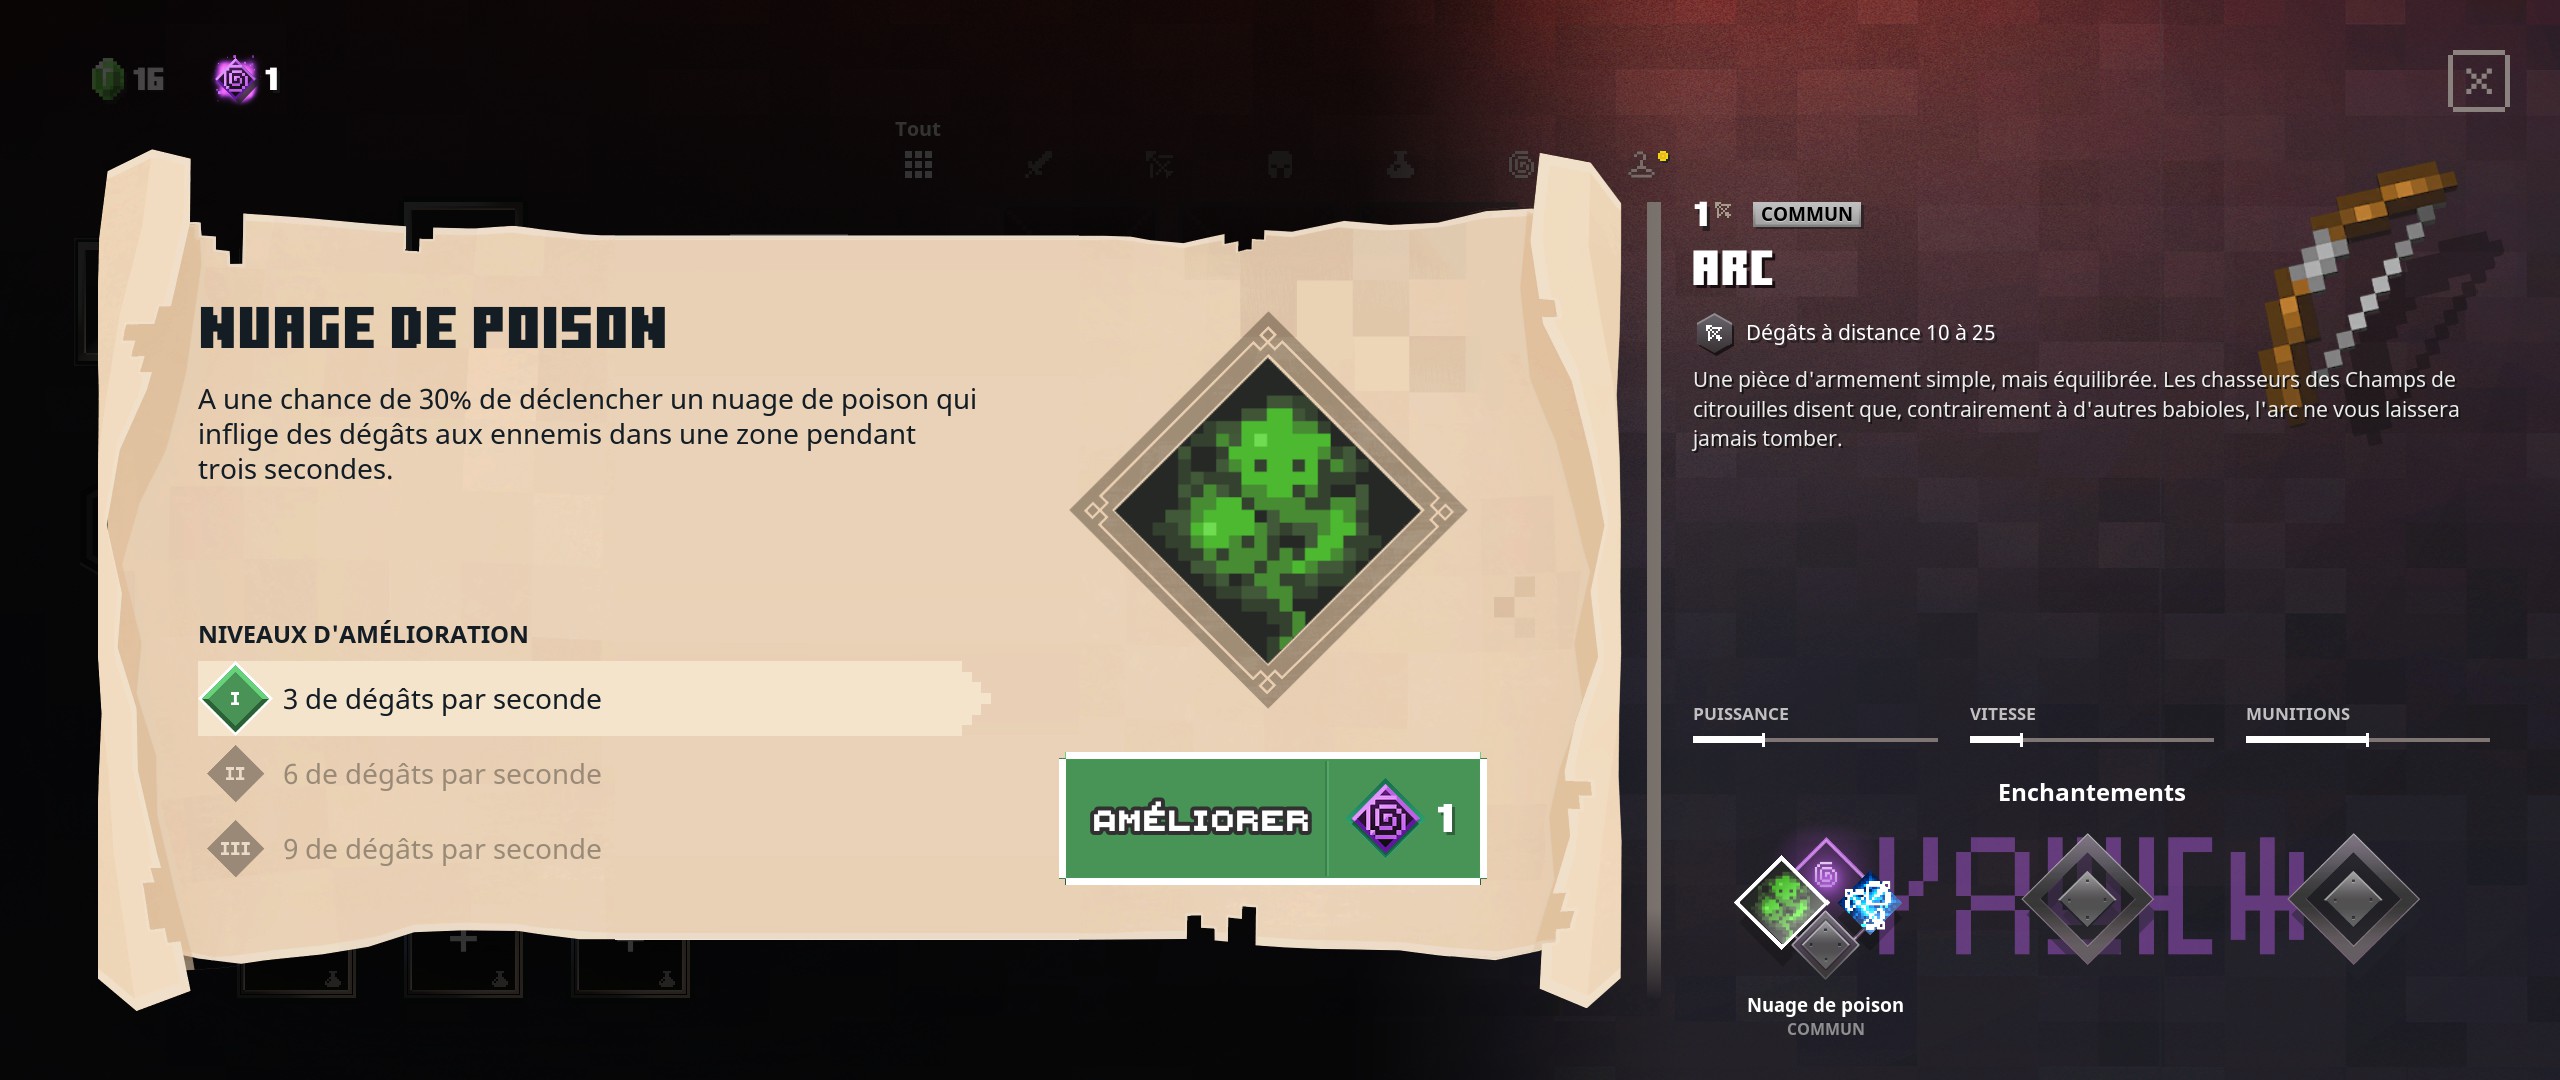 16
1
Tout
NUAGE DE POISON
A une chance de 30% de déclencher un nuage de poison qui
inflige des dégâts aux ennemis dans une zone pendant
trois secondes.
NIVEAUX D'AMÉLIORATION
I
3 de dégâts par seconde
II
6 de dégâts par seconde
III
9 de dégâts par seconde
AMÉLIORER
1
1
COMMUN
ARC
Dégâts à distance 10 à 25
Une pièce d'armement simple, mais équilibrée. Les chasseurs des Champs de
citrouilles disent que, contrairement à d'autres babioles, l'arc ne vous laissera
jamais tomber.
PUISSANCE
VITESSE
MUNITIONS
Enchantements
Nuage de poison
COMMUN